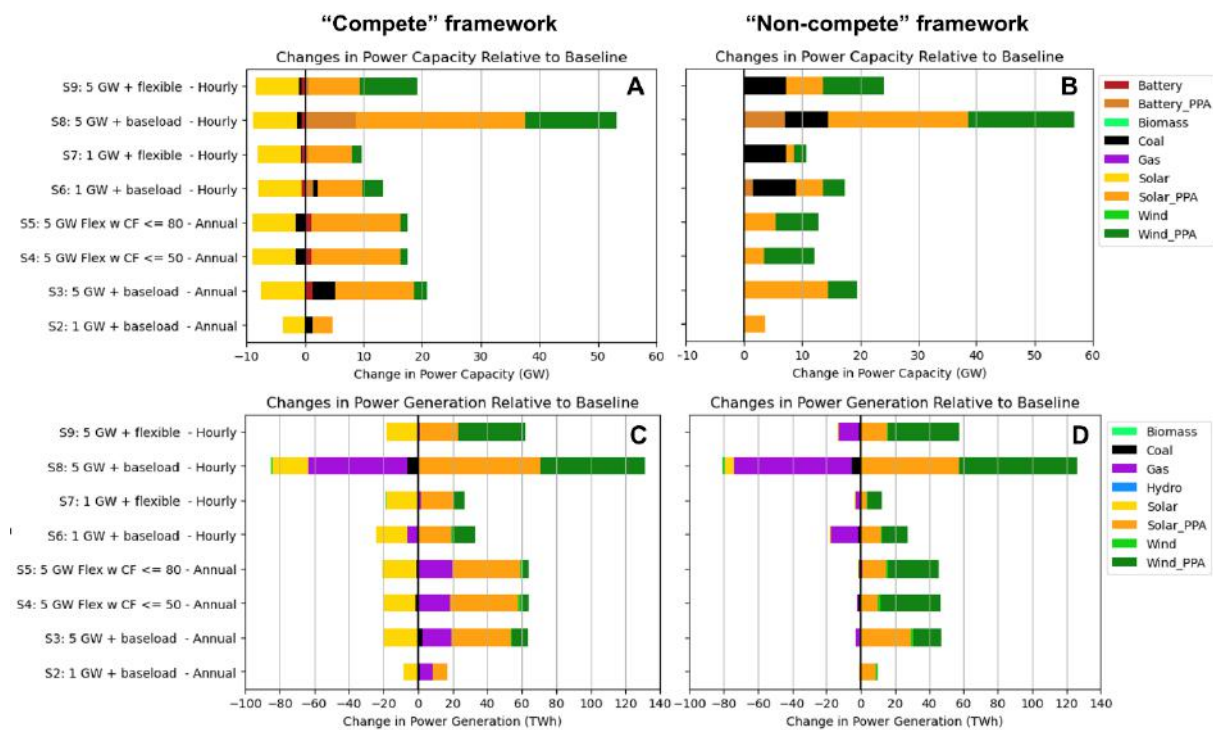 “Compete” framework
“Non-compete” framework
Changes in Power Capacity Relative to Baseline
A
S9: 5 GW + flexible - Hourly
S8: 5 GW + baseload - Hourly
S7: 1 GW + flexible - Hourly
S6: 1 GW + baseload - Hourly
S5: 5 GW Flex w CF <= 80 - Annual
S4: 5 GW Flex w CF <= 50 - Annual
S3: 5 GW + baseload - Annual
S2: 1 GW + baseload - Annual
−10 0 10 20 30 40 50 60
Change in Power Capacity (GW)
Changes in Power Capacity Relative to Baseline
B
−10 0 10 20 30 40 50 60
Change in Power Capacity (GW)
Battery
Battery_PPA
Biomass
Coal
Gas
Solar
Solar_PPA
Wind
Wind_PPA
Changes in Power Generation Relative to Baseline
C
S9: 5 GW + flexible - Hourly
S8: 5 GW + baseload - Hourly
S7: 1 GW + flexible - Hourly
S6: 1 GW + baseload - Hourly
S5: 5 GW Flex w CF <= 80 - Annual
S4: 5 GW Flex w CF <= 50 - Annual
S3: 5 GW + baseload - Annual
S2: 1 GW + baseload - Annual
−100 −80 −60 −40 −20 0 20 40 60 80 100 120 140
Change in Power Generation (TWh)
Changes in Power Generation Relative to Baseline
D
−100 −80 −60 −40 −20 0 20 40 60 80 100 120 140
Change in Power Generation (TWh)
Biomass
Coal
Gas
Hydro
Solar
Solar_PPA
Wind
Wind_PPA